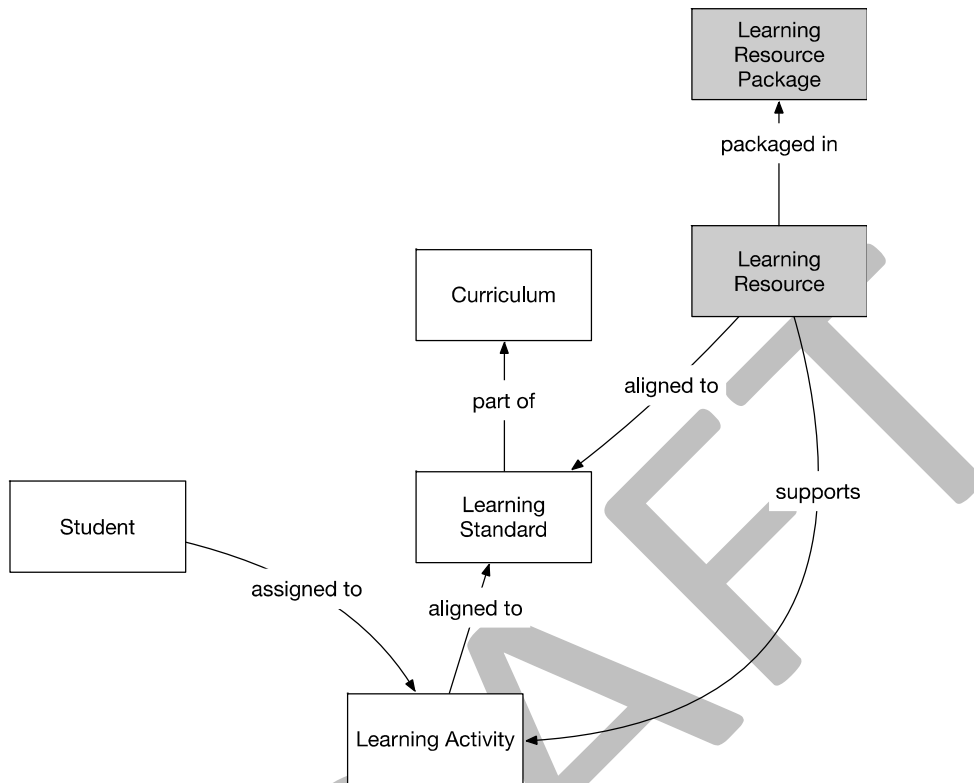 Learning
Resource
Package
packaged in
Learning
Resource
Curriculum
aligned to
part of
Learning
Standard
supports
Student
assigned to
aligned to
Learning Activity
DRAFT